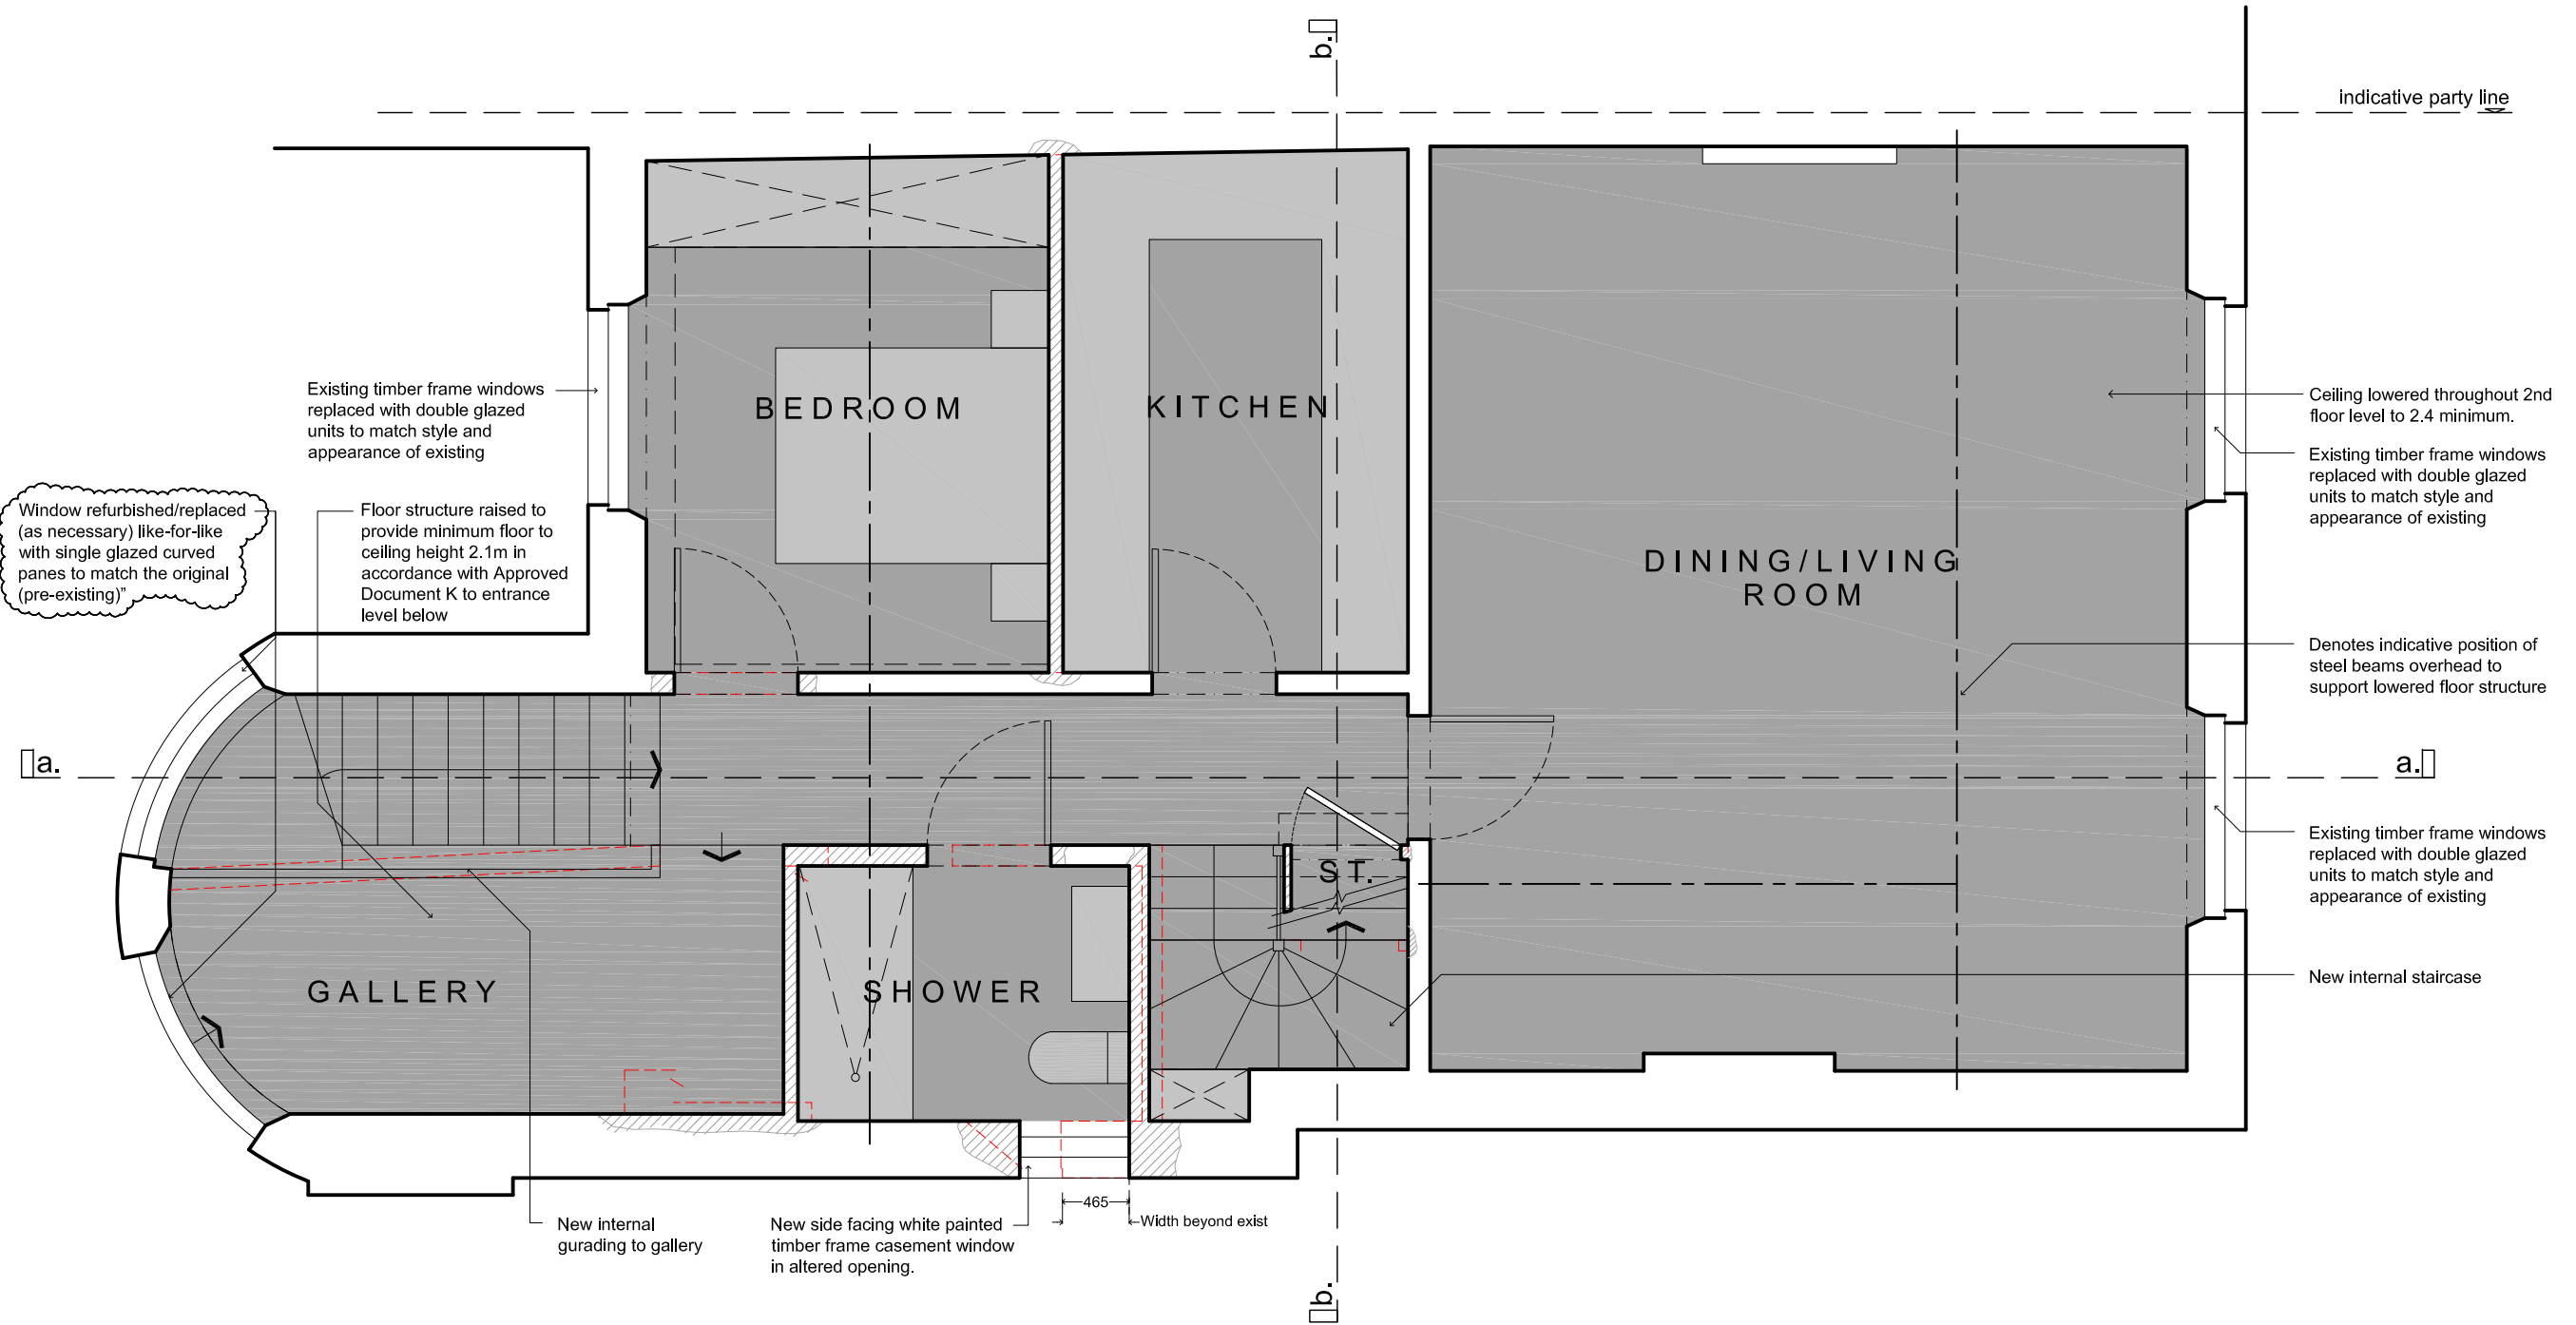 b.
indicative party line
Existing timber frame windows
replaced with double glazed
units to match style and
appearance of existing
BEDROOM
KITCHEN
Ceiling lowered throughout 2nd
floor level to 2.4 minimum.
Existing timber frame windows
replaced with double glazed
units to match style and
appearance of existing
Window refurbished/replaced
(as necessary) like-for-like
with single glazed curved
panes to match the original
(pre-existing)"
Floor structure raised to
provide minimum floor to
ceiling height 2.1m in
accordance with Approved
Document K to entrance
level below
DINING/LIVING
ROOM
Denotes indicative position of
steel beams overhead to
support lowered floor structure
a.
a.
Existing timber frame windows
replaced with double glazed
units to match style and
appearance of existing
ST.
GALLERY
SHOWER
New internal staircase
465
Width beyond exist
New internal
gurading to gallery
New side facing white painted
timber frame casement window
in altered opening.
b.